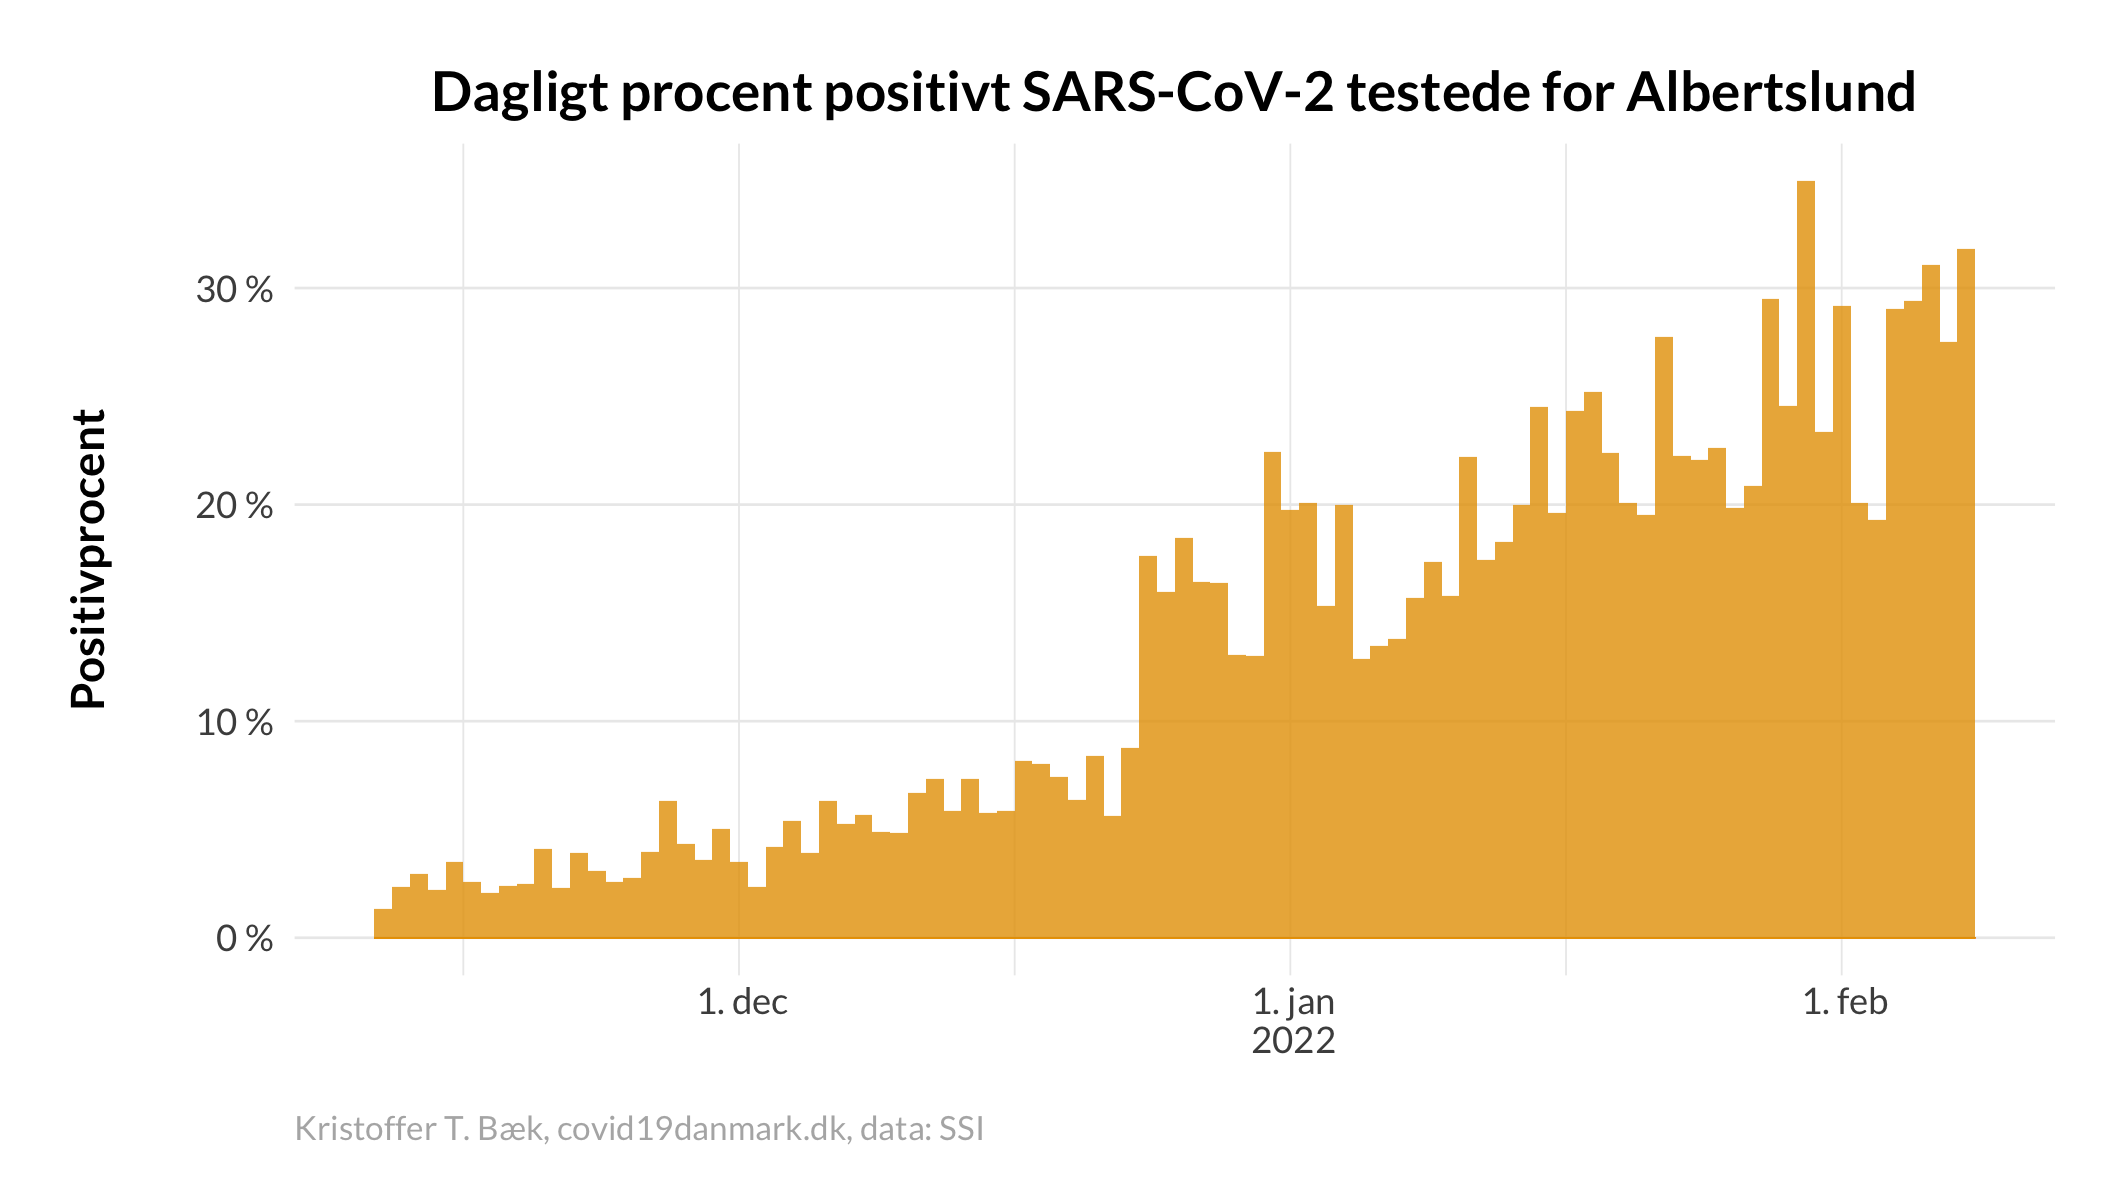 Dagligt procent positivt SARS-CoV-2 testede for Albertslund
Positivprocent
30 %
20 %
10 %
0 %
1. dec
1. jan
2022
1. feb
Kristoffer T. Bæk, covid19danmark.dk, data: SSI